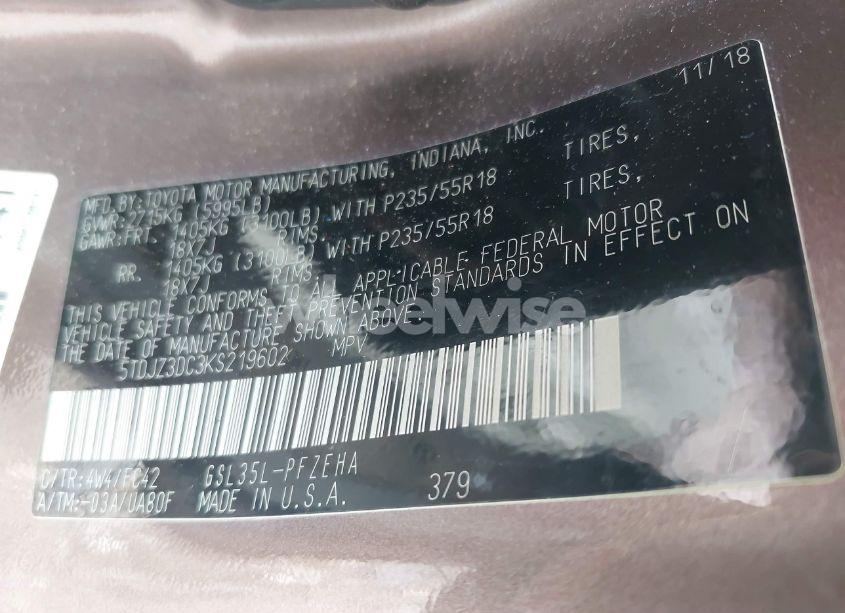 11/18
MFD.BY:TOYOTA MOTOR MANUFACTURING, INDIANA, INC.
GVWR:2715KG (5995LB)
GAWR:FRT. 1405KG (3100LB) WITH P235/55R18 TIRES,
18X7J RIMS,
RR. 1405KG (3100LB) WITH P235/55R18 TIRES,
18X7J RIMS,
THIS VEHICLE CONFORMS TO ALL APPLICABLE FEDERAL MOTOR
VEHICLE SAFETY AND THEFT PREVENTION STANDARDS IN EFFECT ON
THE DATE OF MANUFACTURE SHOWN ABOVE.
5TDJZ3DC3KS219602 MPV
wheelwise
C/TR:4W4/FC42 GSL35L-PFZEHA
A/TM:-03A/UA80F MADE IN U.S.A. 379